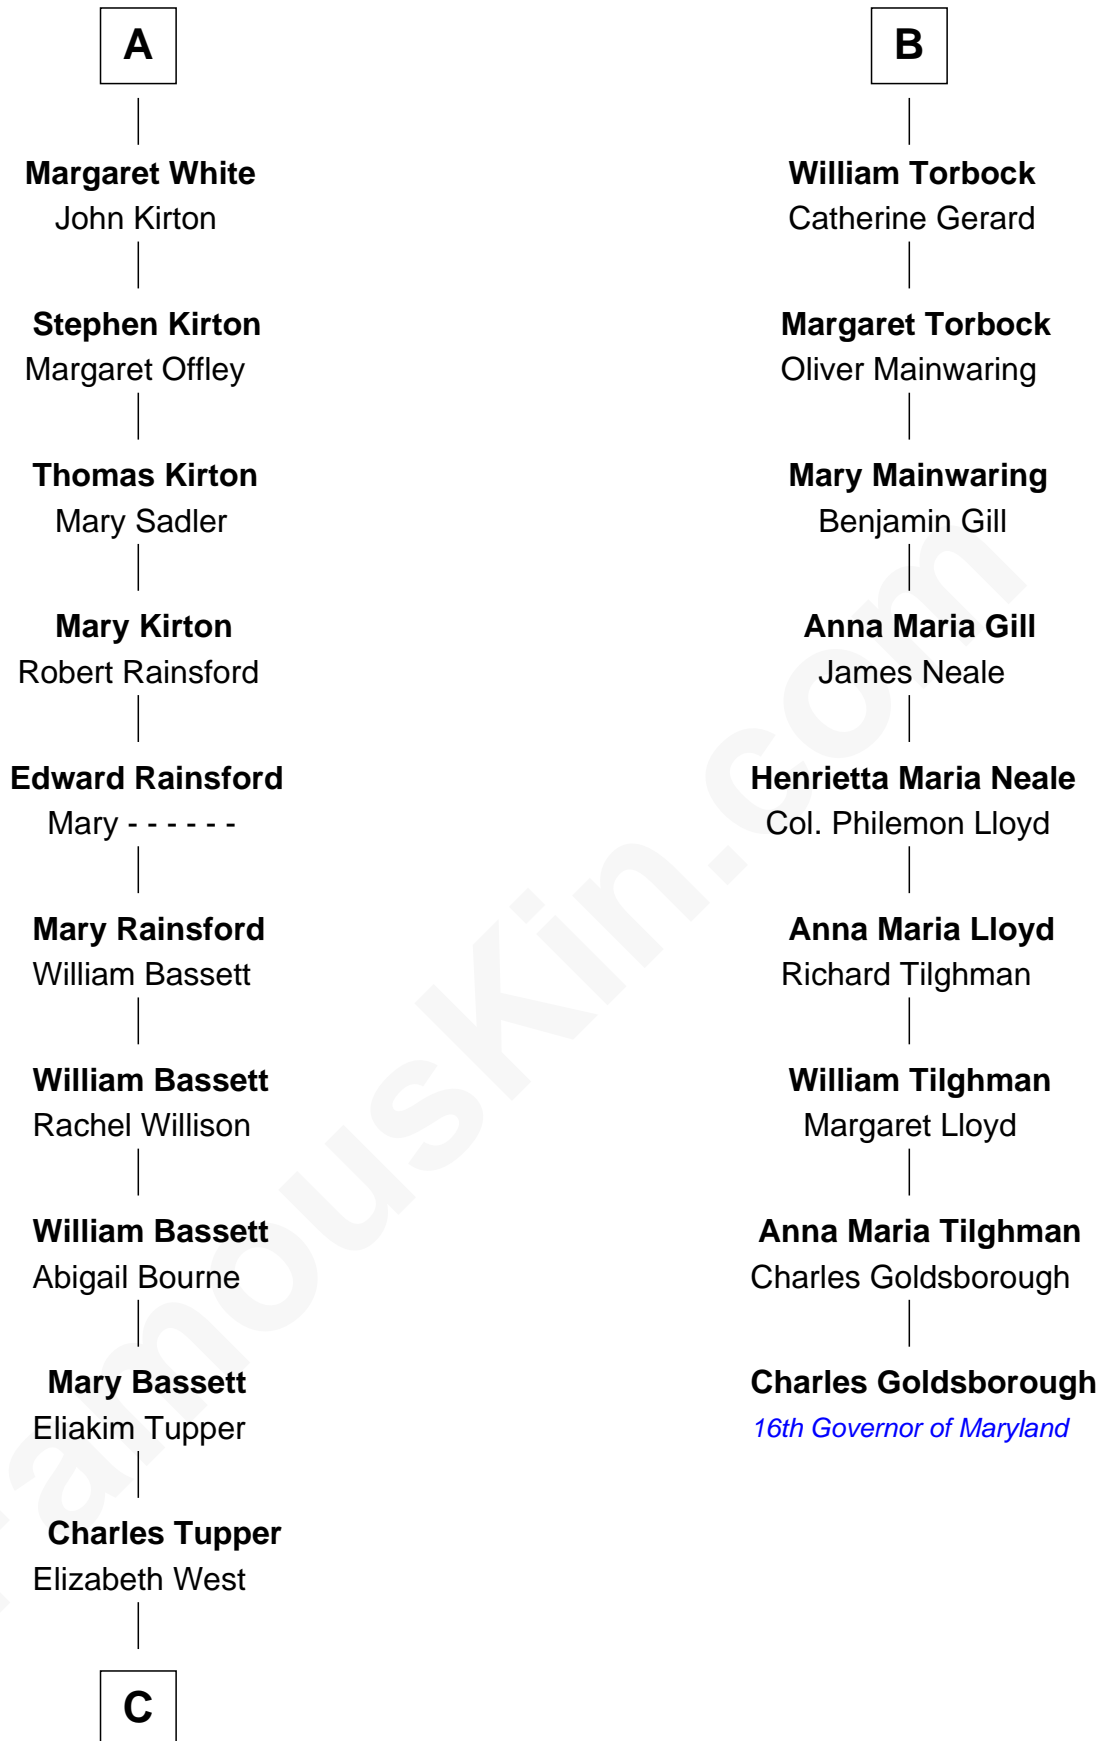 A
Margaret White
John Kirton
Stephen Kirton
Margaret Offley
Thomas Kirton
Mary Sadler
Mary Kirton
Robert Rainsford
Edward Rainsford
Mary - - - - - -
Mary Rainsford
William Bassett
William Bassett
Rachel Willison
William Bassett
Abigail Bourne
Mary Bassett
Eliakim Tupper
Charles Tupper
Elizabeth West
C
B
William Torbock
Catherine Gerard
Margaret Torbock
Oliver Mainwaring
Mary Mainwaring
Benjamin Gill
Anna Maria Gill
James Neale
Henrietta Maria Neale
Col. Philemon Lloyd
Anna Maria Lloyd
Richard Tilghman
William Tilghman
Margaret Lloyd
Anna Maria Tilghman
Charles Goldsborough
Charles Goldsborough
16th Governor of Maryland
FamousKin.com